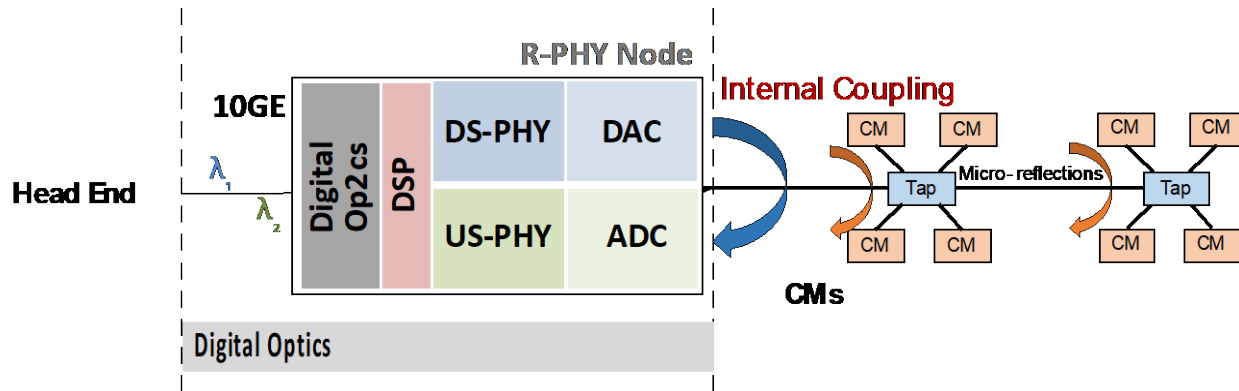 R-PHY Node
Internal Coupling
10GE
Digital
Op2cs
DSP
DS-PHY
DAC
US-PHY
ADC
λ1
λ2
Head End
CM
CM
CM
CM
Tap
Micro-reflections
Tap
CM
CM
CM
CM
CMs
Digital Optics